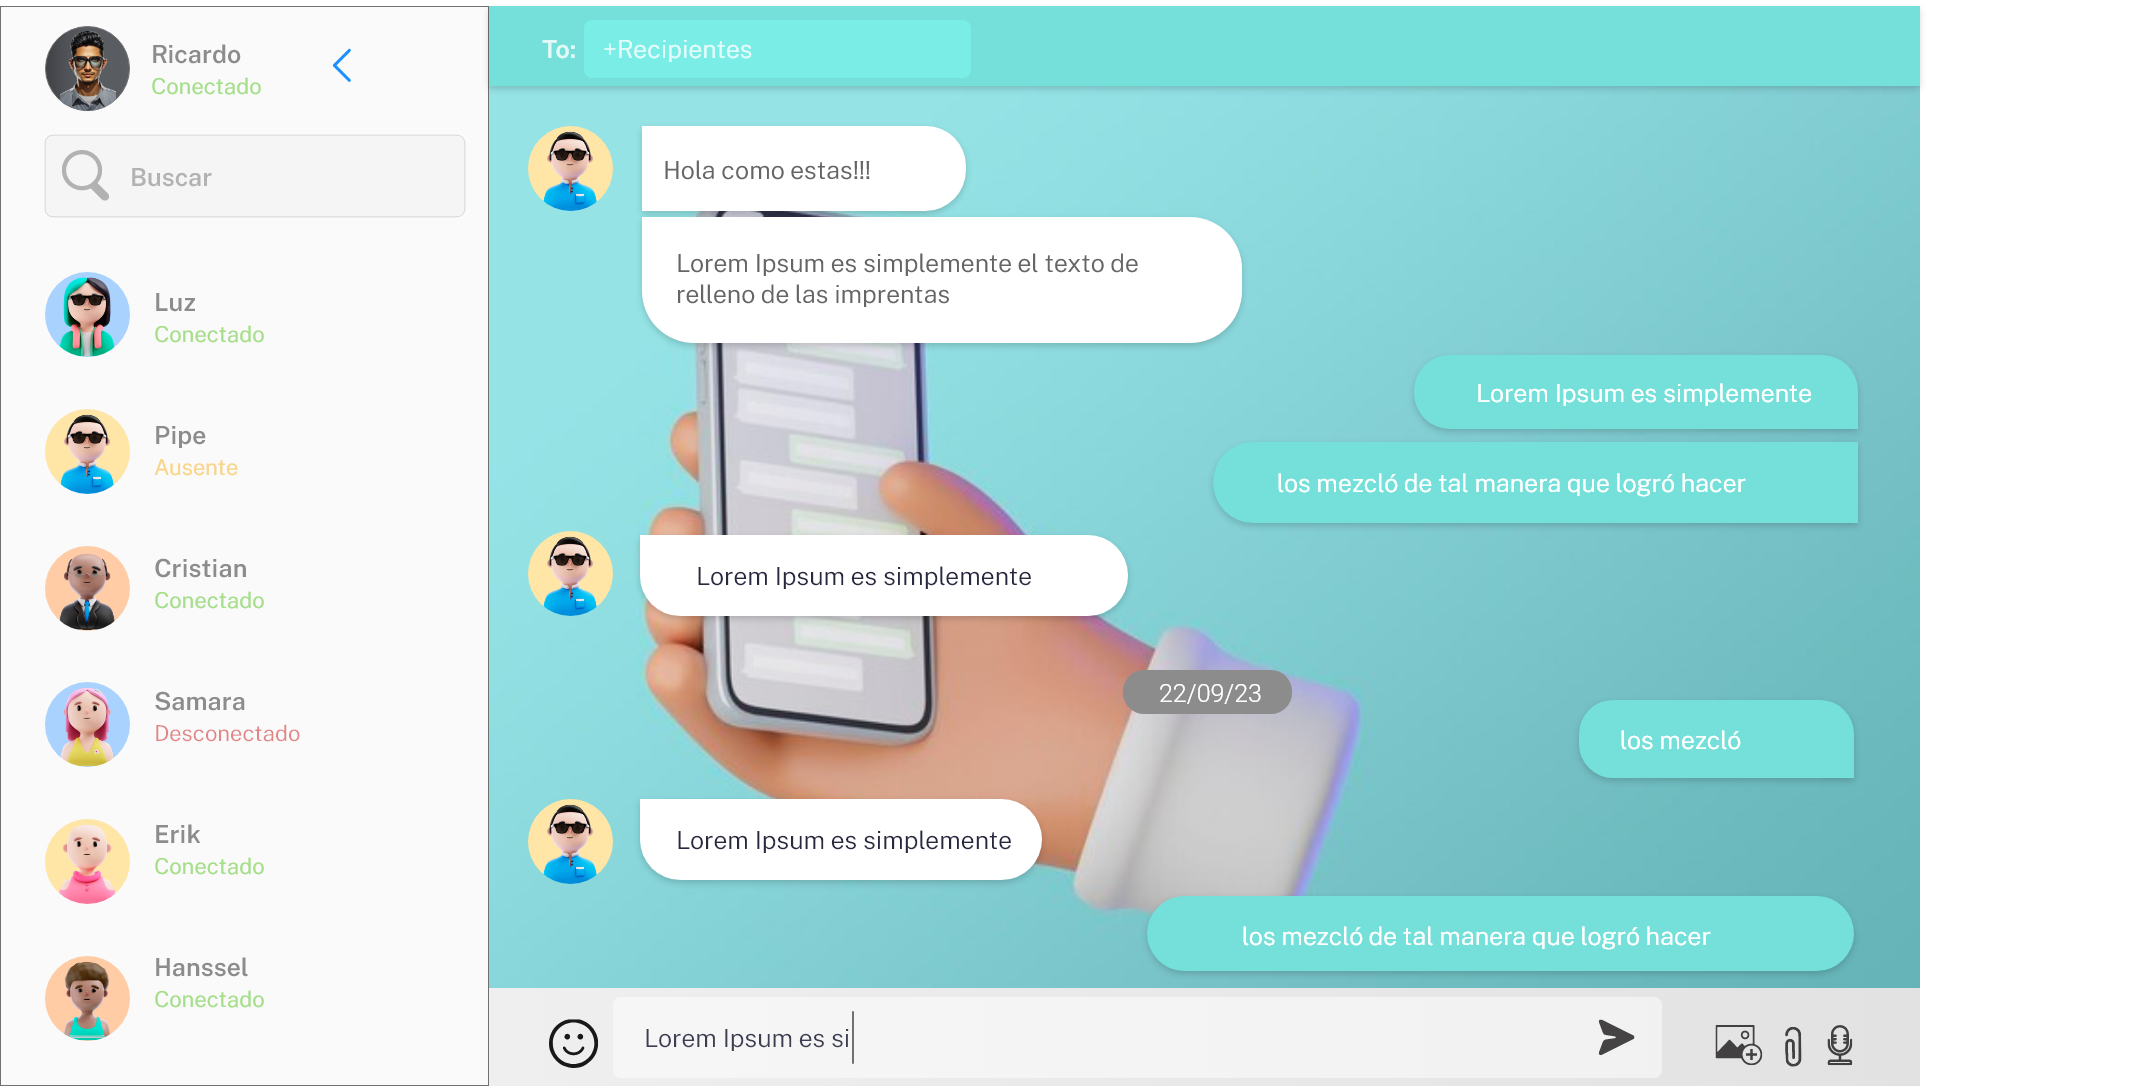 Ricardo
Conectado
Buscar
Luz
Conectado
Pipe
Ausente
Cristian
Conectado
Samara
Desconectado
Erik
Conectado
Hanssel
Conectado
To: +Recipientes
Hola como estas!!!
Lorem Ipsum es simplemente el texto de
relleno de las imprentas
Lorem Ipsum es simplemente
los mezcló de tal manera que logró hacer
Lorem Ipsum es simplemente
22/09/23
los mezcló
Lorem Ipsum es simplemente
los mezcló de tal manera que logró hacer
Lorem Ipsum es si